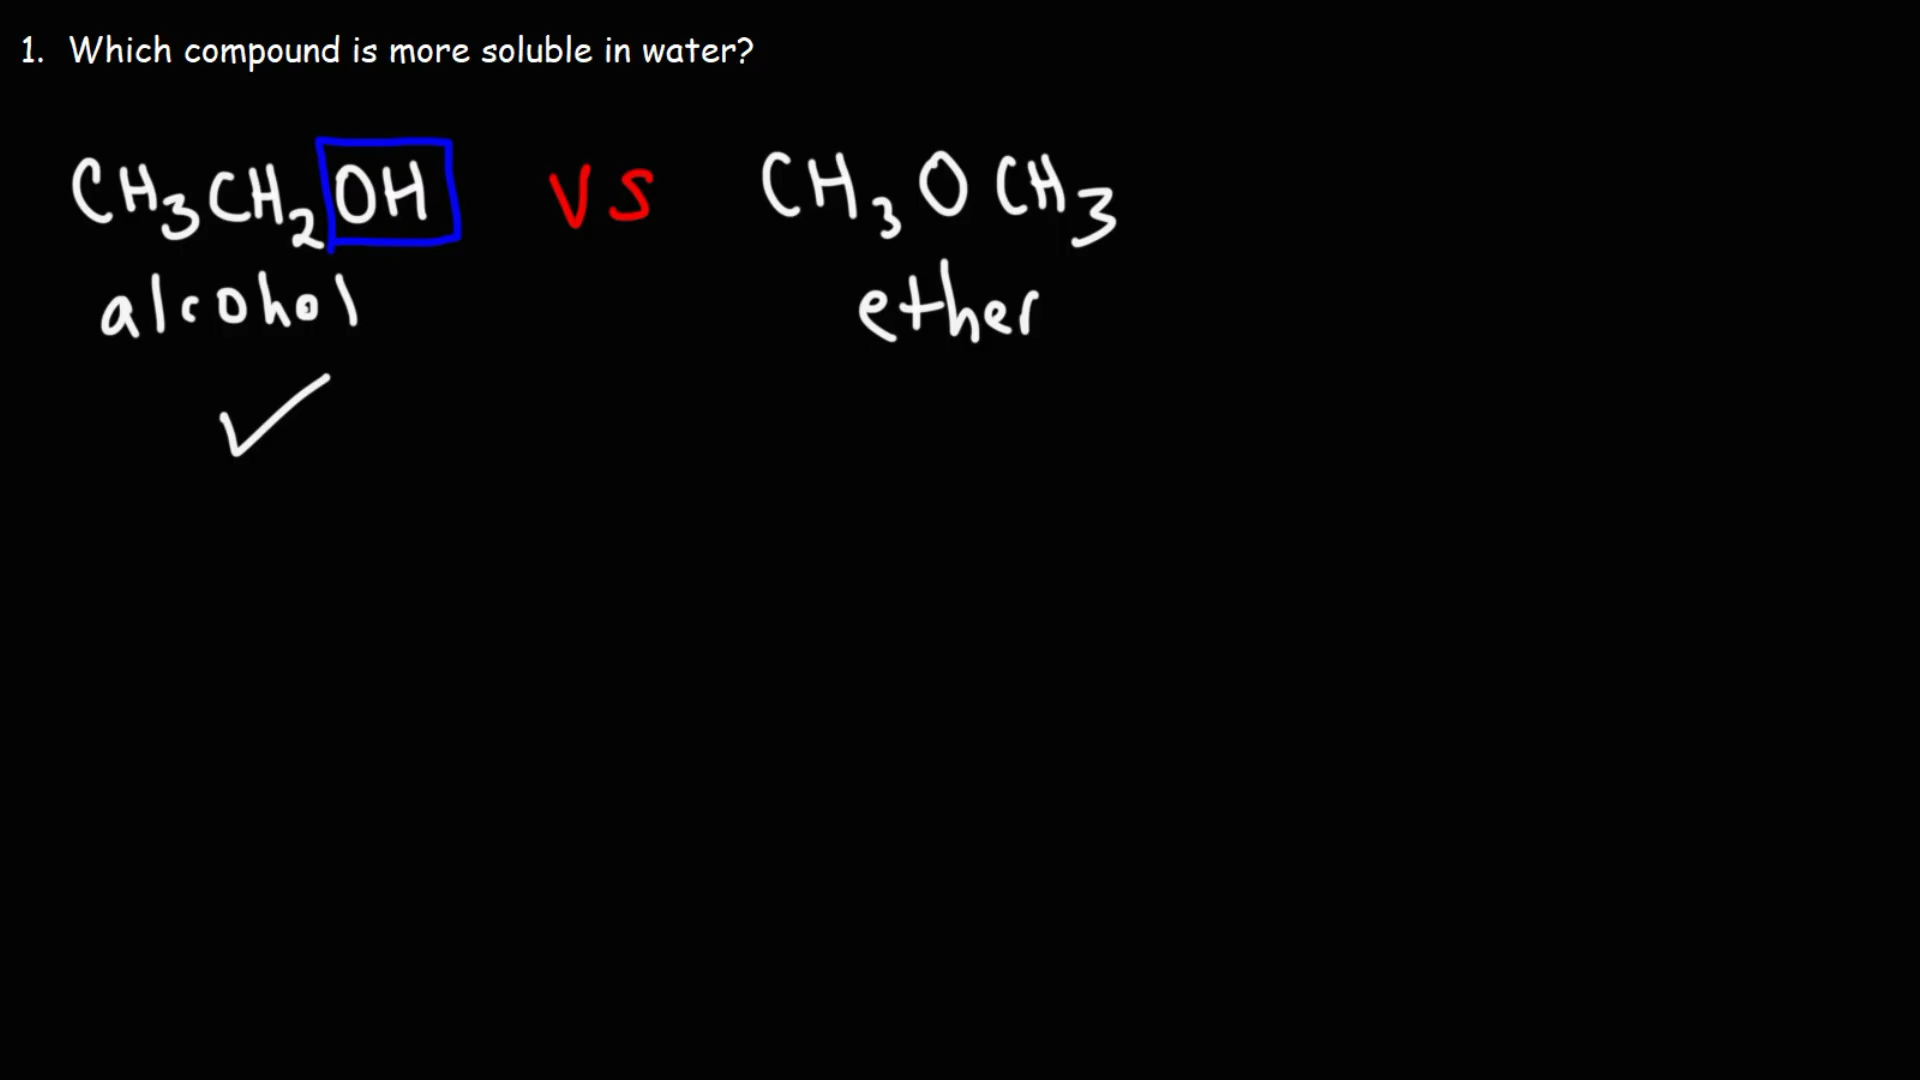 1. Which compound is more soluble in water?
CH₃CH₂OH vs CH₃OCH₃
alcohol ether